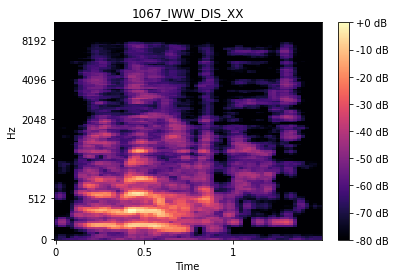 1067_IWW_DIS_XX
8192
4096
2048
1024
512
0
Hz
0
0.5
1
Time
+0 dB
-10 dB
-20 dB
-30 dB
-40 dB
-50 dB
-60 dB
-70 dB
-80 dB